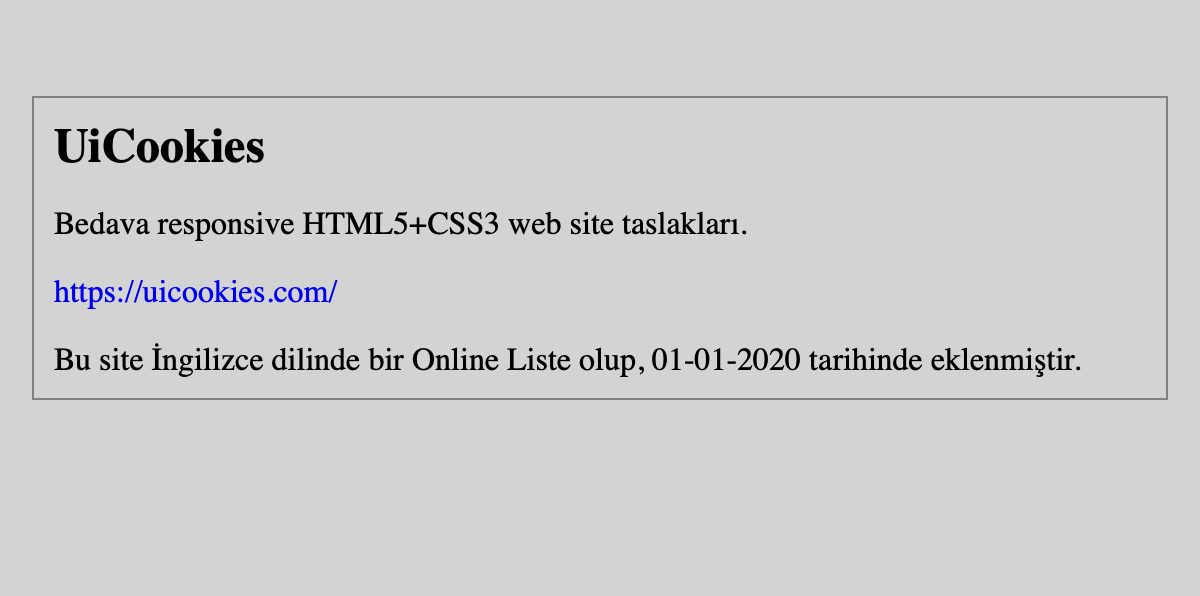 UiCookies
Bedava responsive HTML5+CSS3 web site taslakları.
https://uicookies.com/
Bu site İngilizce dilinde bir Online Liste olup, 01-01-2020 tarihinde eklenmiştir.